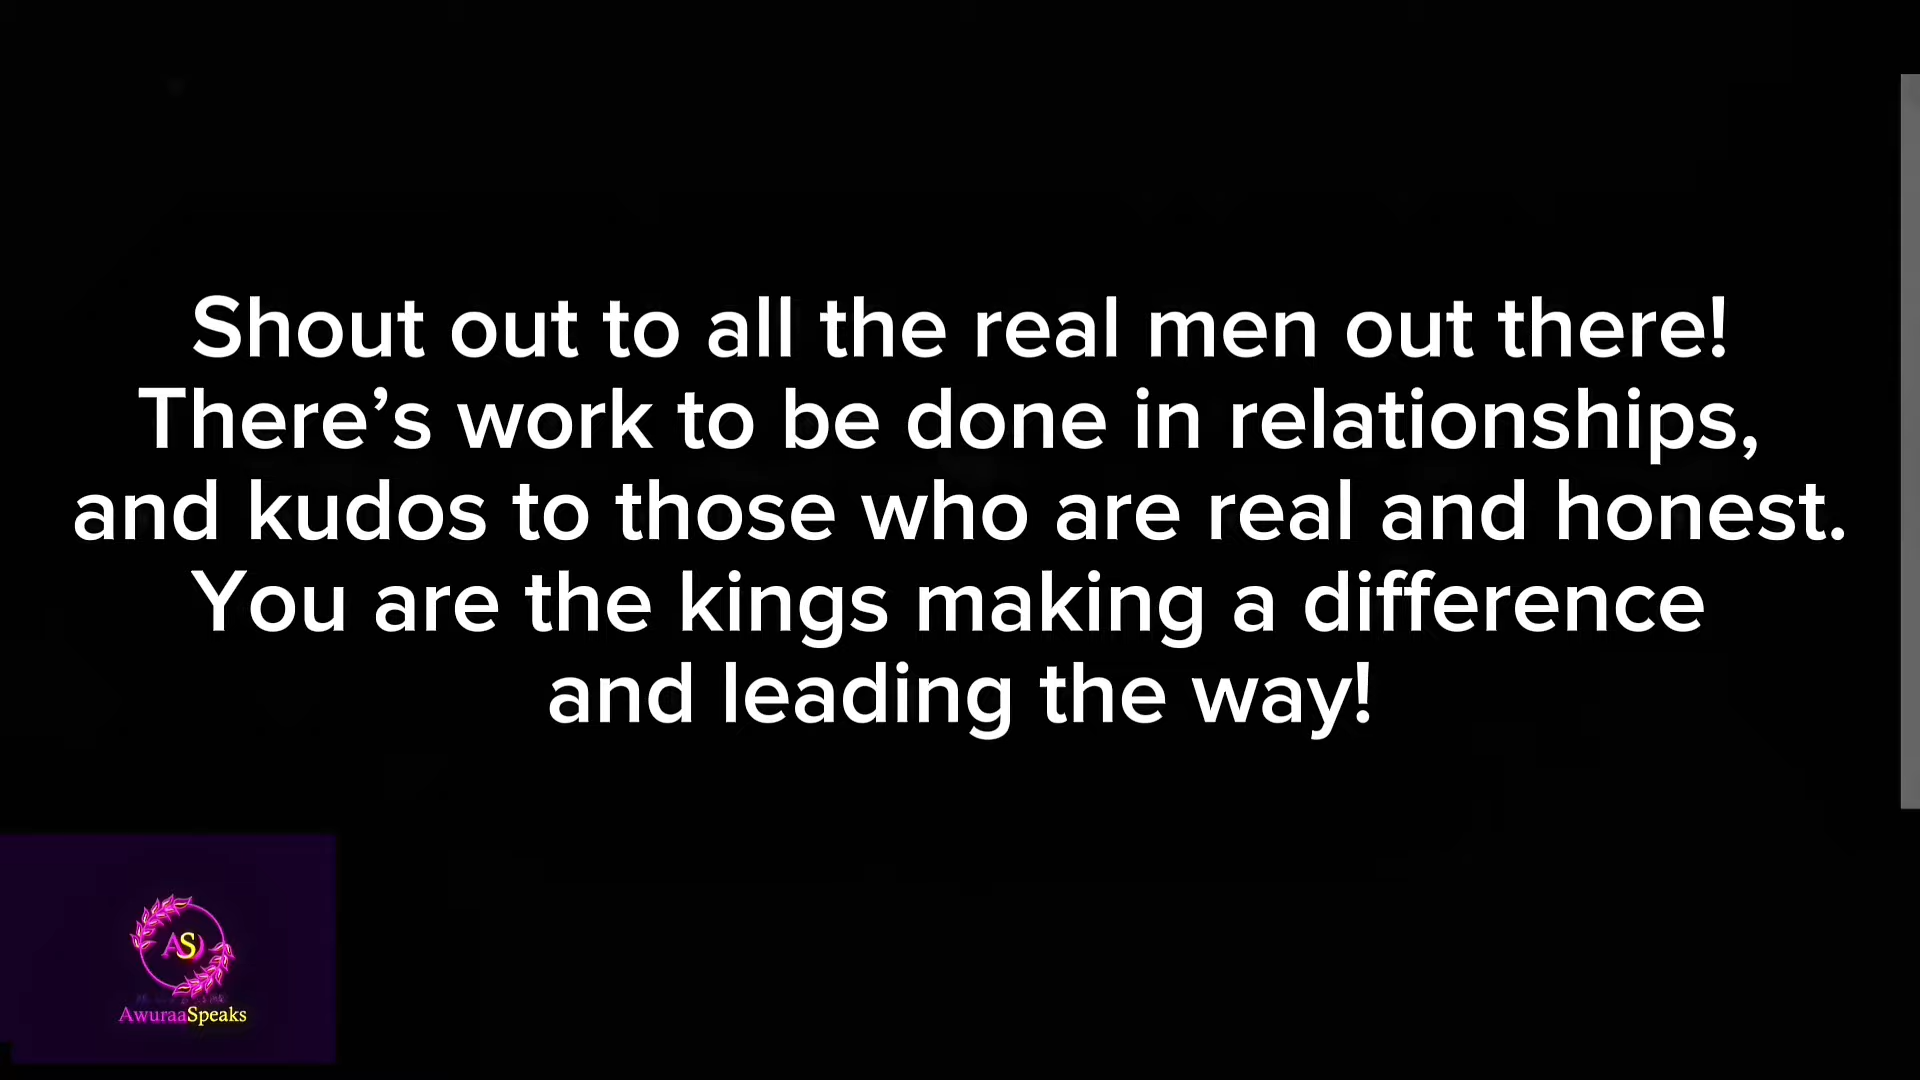 Shout out to all the real men out there!
There’s work to be done in relationships,
and kudos to those who are real and honest.
You are the kings making a difference
and leading the way!
AS
AwuraaSpeaks